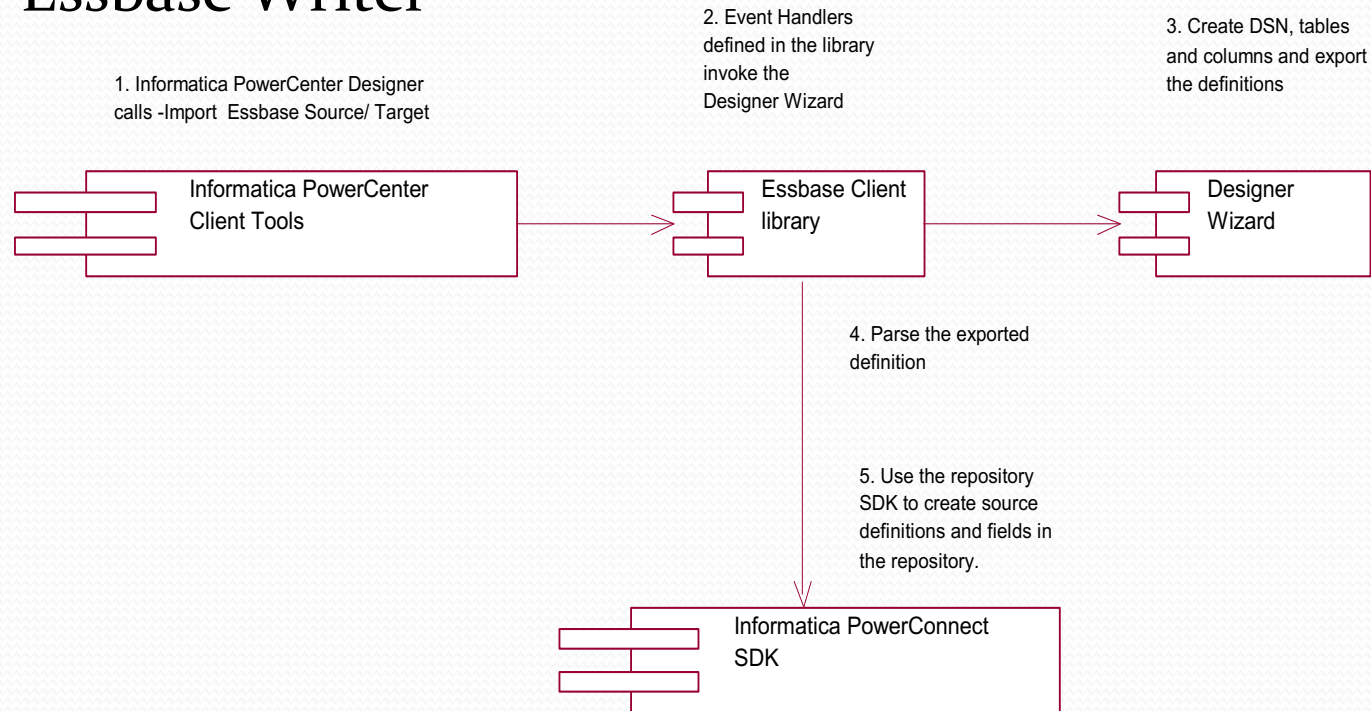 Essbase Writer
1. Informatica PowerCenter Designer
calls -Import  Essbase Source/ Target
2. Event Handlers
defined in the library
invoke the
Designer Wizard
3. Create DSN, tables
and columns and export
the definitions
Informatica PowerCenter
Client Tools
Essbase Client
library
Designer
Wizard
4. Parse the exported
definition
5. Use the repository
SDK to create source
definitions and fields in
the repository.
Informatica PowerConnect
SDK